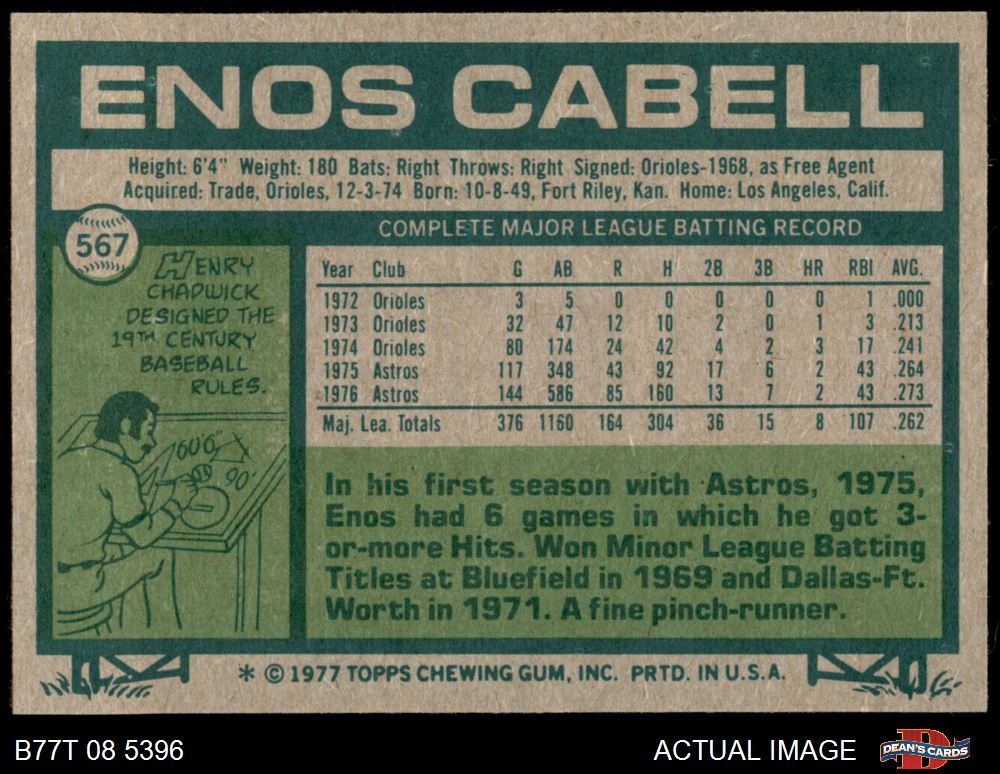 ENOS CABELL
Height: 6'4" Weight: 180 Bats: Right Throws: Right Signed: Orioles-1968, as Free Agent
Acquired: Trade, Orioles, 12-3-74 Born: 10-8-49, Fort Riley, Kan. Home: Los Angeles, Calif.
567
HENRY
CHADWICK
DESIGNED THE
19TH CENTURY
BASEBALL
RULES.
606"
90'
COMPLETE MAJOR LEAGUE BATTING RECORD
Year Club G AB R H 2B 3B HR RBI AVG.
1972 Orioles 3 5 0 0 0 0 0 1 .000
1973 Orioles 32 47 12 10 2 0 1 3 .213
1974 Orioles 80 174 24 42 4 2 3 17 .241
1975 Astros 117 348 43 92 17 6 2 43 .264
1976 Astros 144 586 85 160 13 7 2 43 .273
Maj. Lea. Totals 376 1160 164 304 36 15 8 107 .262
In his first season with Astros, 1975,
Enos had 6 games in which he got 3-
or-more Hits. Won Minor League Batting
Titles at Bluefield in 1969 and Dallas-Ft.
Worth in 1971. A fine pinch-runner.
* © 1977 TOPPS CHEWING GUM, INC. PRTD. IN U.S.A.
B77T 08 5396
ACTUAL IMAGE
B
DEAN'S CARDS